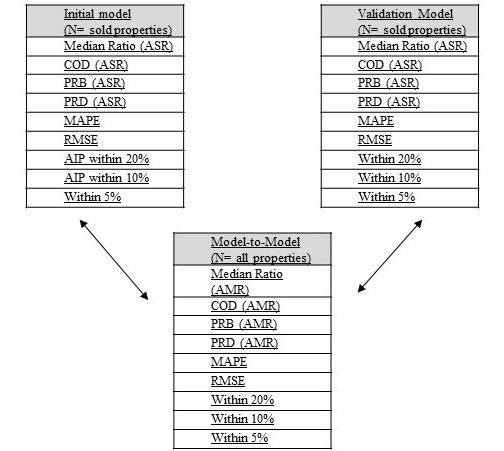 Initial model
(N= sold properties)
Median Ratio (ASR)
COD (ASR)
PRB (ASR)
PRD (ASR)
MAPE
RMSE
AIP within 20%
AIP within 10%
Within 5%
Validation Model
(N= sold properties)
Median Ratio (ASR)
COD (ASR)
PRB (ASR)
PRD (ASR)
MAPE
RMSE
Within 20%
Within 10%
Within 5%
Model-to-Model
(N= all properties)
Median Ratio
(AMR)
COD (AMR)
PRB (AMR)
PRD (AMR)
MAPE
RMSE
Within 20%
Within 10%
Within 5%